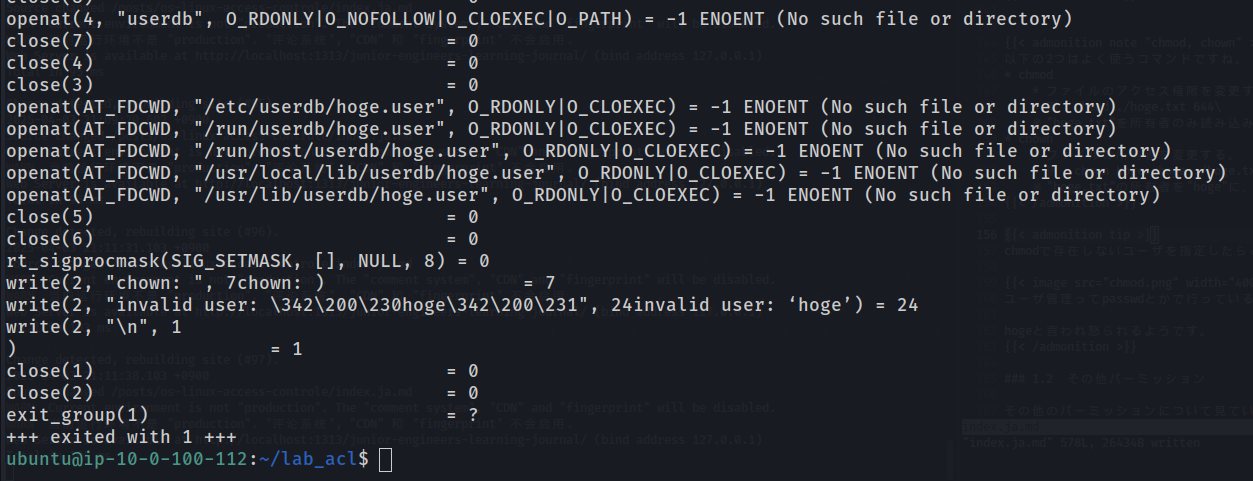 openat(4, "userdb", O_RDONLY|O_NOFOLLOW|O_CLOEXEC|O_PATH) = -1 ENOENT (No such file or directory)
close(7)                                = 0
close(4)                                = 0
close(3)                                = 0
openat(AT_FDCWD, "/etc/userdb/hoge.user", O_RDONLY|O_CLOEXEC) = -1 ENOENT (No such file or directory)
openat(AT_FDCWD, "/run/userdb/hoge.user", O_RDONLY|O_CLOEXEC) = -1 ENOENT (No such file or directory)
openat(AT_FDCWD, "/run/host/userdb/hoge.user", O_RDONLY|O_CLOEXEC) = -1 ENOENT (No such file or directory)
openat(AT_FDCWD, "/usr/local/lib/userdb/hoge.user", O_RDONLY|O_CLOEXEC) = -1 ENOENT (No such file or directory)
openat(AT_FDCWD, "/usr/lib/userdb/hoge.user", O_RDONLY|O_CLOEXEC) = -1 ENOENT (No such file or directory)
close(5)                                = 0
close(6)                                = 0
rt_sigprocmask(SIG_SETMASK, [], NULL, 8) = 0
write(2, "chown: ", 7chown: )                  = 7
write(2, "invalid user: \342\200\230hoge\342\200\231", 24invalid user: ‘hoge’) = 24
write(2, "\n", 1
)                       = 1
close(1)                                = 0
close(2)                                = 0
exit_group(1)                           = ?
+++ exited with 1 +++
ubuntu@ip-10-0-100-112:~/lab_acl$